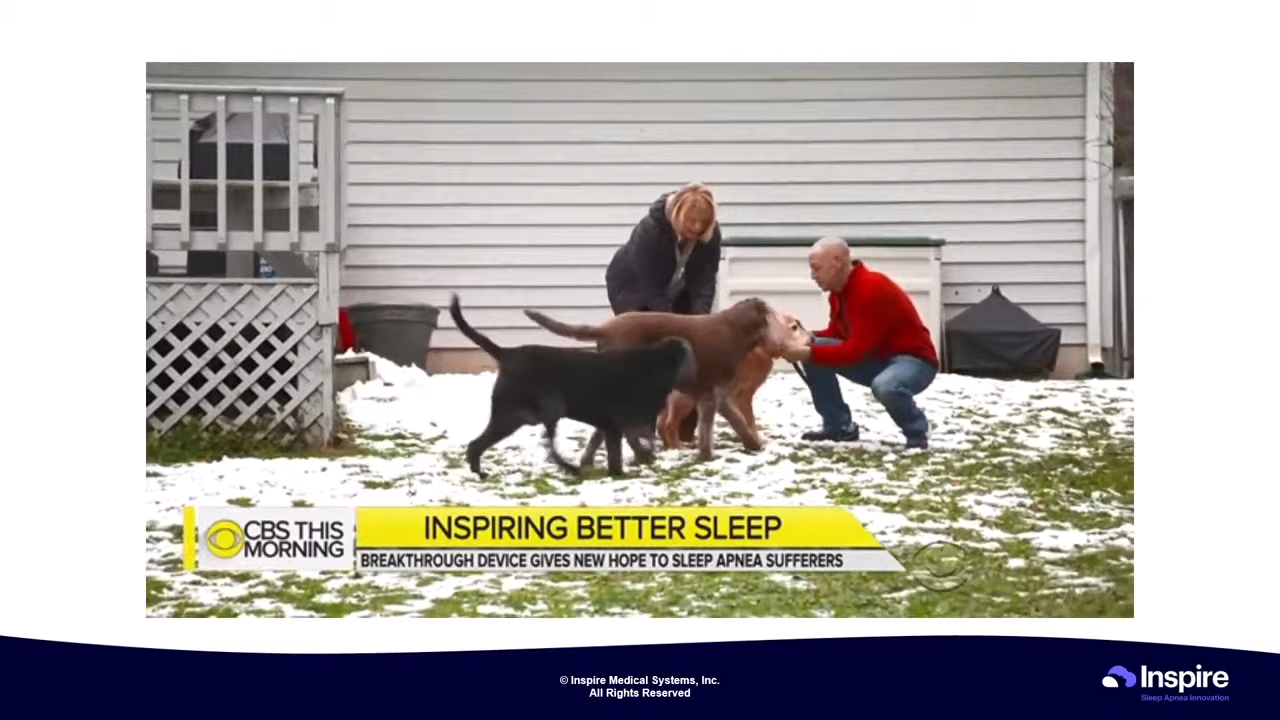 CBS THIS
MORNING
INSPIRING BETTER SLEEP
BREAKTHROUGH DEVICE GIVES NEW HOPE TO SLEEP APNEA SUFFERERS
© Inspire Medical Systems, Inc.
All Rights Reserved
Inspire
Sleep Apnea Innovation